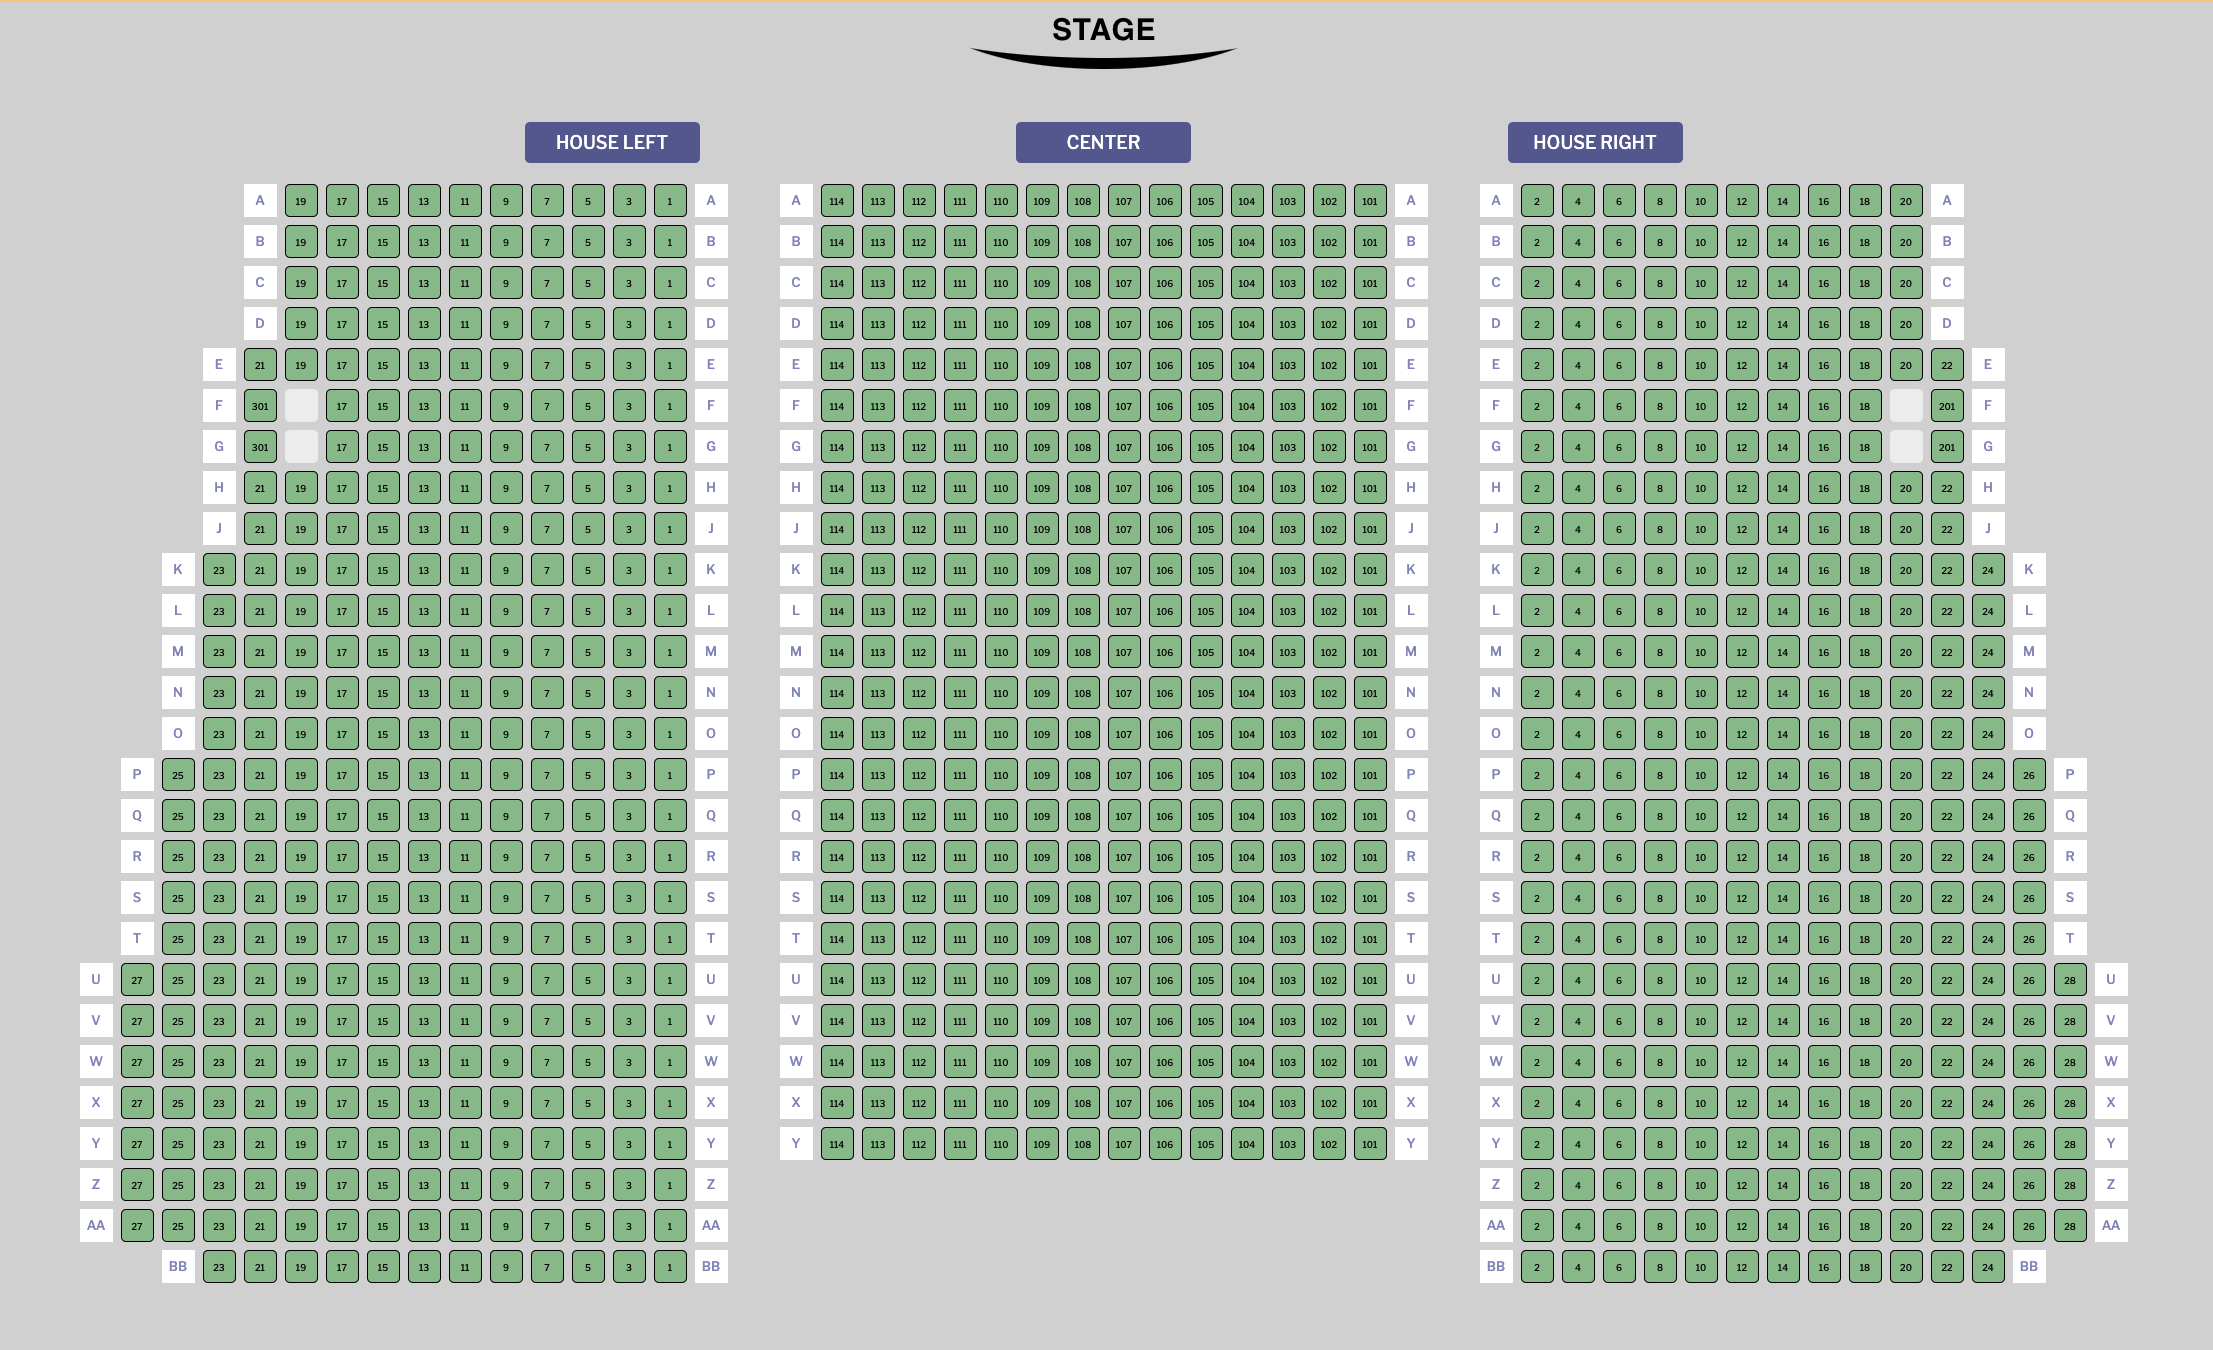 STAGE
HOUSE LEFT CENTER HOUSE RIGHT
A 19 17 15 13 11 9 7 5 3 1 A A 114 113 112 111 110 109 108 107 106 105 104 103 102 101 A A 2 4 6 8 10 12 14 16 18 20 A
B 19 17 15 13 11 9 7 5 3 1 B B 114 113 112 111 110 109 108 107 106 105 104 103 102 101 B B 2 4 6 8 10 12 14 16 18 20 B
C 19 17 15 13 11 9 7 5 3 1 C C 114 113 112 111 110 109 108 107 106 105 104 103 102 101 C C 2 4 6 8 10 12 14 16 18 20 C
D 19 17 15 13 11 9 7 5 3 1 D D 114 113 112 111 110 109 108 107 106 105 104 103 102 101 D D 2 4 6 8 10 12 14 16 18 20 D
E 21 19 17 15 13 11 9 7 5 3 1 E E 114 113 112 111 110 109 108 107 106 105 104 103 102 101 E E 2 4 6 8 10 12 14 16 18 20 22 E
F 301 17 15 13 11 9 7 5 3 1 F F 114 113 112 111 110 109 108 107 106 105 104 103 102 101 F F 2 4 6 8 10 12 14 16 18 201 F
G 301 17 15 13 11 9 7 5 3 1 G G 114 113 112 111 110 109 108 107 106 105 104 103 102 101 G G 2 4 6 8 10 12 14 16 18 201 G
H 21 19 17 15 13 11 9 7 5 3 1 H H 114 113 112 111 110 109 108 107 106 105 104 103 102 101 H H 2 4 6 8 10 12 14 16 18 20 22 H
J 21 19 17 15 13 11 9 7 5 3 1 J J 114 113 112 111 110 109 108 107 106 105 104 103 102 101 J J 2 4 6 8 10 12 14 16 18 20 22 J
K 23 21 19 17 15 13 11 9 7 5 3 1 K K 114 113 112 111 110 109 108 107 106 105 104 103 102 101 K K 2 4 6 8 10 12 14 16 18 20 22 24 K
L 23 21 19 17 15 13 11 9 7 5 3 1 L L 114 113 112 111 110 109 108 107 106 105 104 103 102 101 L L 2 4 6 8 10 12 14 16 18 20 22 24 L
M 23 21 19 17 15 13 11 9 7 5 3 1 M M 114 113 112 111 110 109 108 107 106 105 104 103 102 101 M M 2 4 6 8 10 12 14 16 18 20 22 24 M
N 23 21 19 17 15 13 11 9 7 5 3 1 N N 114 113 112 111 110 109 108 107 106 105 104 103 102 101 N N 2 4 6 8 10 12 14 16 18 20 22 24 N
O 23 21 19 17 15 13 11 9 7 5 3 1 O O 114 113 112 111 110 109 108 107 106 105 104 103 102 101 O O 2 4 6 8 10 12 14 16 18 20 22 24 O
P 25 23 21 19 17 15 13 11 9 7 5 3 1 P P 114 113 112 111 110 109 108 107 106 105 104 103 102 101 P P 2 4 6 8 10 12 14 16 18 20 22 24 26 P
Q 25 23 21 19 17 15 13 11 9 7 5 3 1 Q Q 114 113 112 111 110 109 108 107 106 105 104 103 102 101 Q Q 2 4 6 8 10 12 14 16 18 20 22 24 26 Q
R 25 23 21 19 17 15 13 11 9 7 5 3 1 R R 114 113 112 111 110 109 108 107 106 105 104 103 102 101 R R 2 4 6 8 10 12 14 16 18 20 22 24 26 R
S 25 23 21 19 17 15 13 11 9 7 5 3 1 S S 114 113 112 111 110 109 108 107 106 105 104 103 102 101 S S 2 4 6 8 10 12 14 16 18 20 22 24 26 S
T 25 23 21 19 17 15 13 11 9 7 5 3 1 T T 114 113 112 111 110 109 108 107 106 105 104 103 102 101 T T 2 4 6 8 10 12 14 16 18 20 22 24 26 T
U 27 25 23 21 19 17 15 13 11 9 7 5 3 1 U U 114 113 112 111 110 109 108 107 106 105 104 103 102 101 U U 2 4 6 8 10 12 14 16 18 20 22 24 26 28 U
V 27 25 23 21 19 17 15 13 11 9 7 5 3 1 V V 114 113 112 111 110 109 108 107 106 105 104 103 102 101 V V 2 4 6 8 10 12 14 16 18 20 22 24 26 28 V
W 27 25 23 21 19 17 15 13 11 9 7 5 3 1 W W 114 113 112 111 110 109 108 107 106 105 104 103 102 101 W W 2 4 6 8 10 12 14 16 18 20 22 24 26 28 W
X 27 25 23 21 19 17 15 13 11 9 7 5 3 1 X X 114 113 112 111 110 109 108 107 106 105 104 103 102 101 X X 2 4 6 8 10 12 14 16 18 20 22 24 26 28 X
Y 27 25 23 21 19 17 15 13 11 9 7 5 3 1 Y Y 114 113 112 111 110 109 108 107 106 105 104 103 102 101 Y Y 2 4 6 8 10 12 14 16 18 20 22 24 26 28 Y
Z 27 25 23 21 19 17 15 13 11 9 7 5 3 1 Z Z 2 4 6 8 10 12 14 16 18 20 22 24 26 28 Z
AA 27 25 23 21 19 17 15 13 11 9 7 5 3 1 AA AA 2 4 6 8 10 12 14 16 18 20 22 24 26 28 AA
BB 23 21 19 17 15 13 11 9 7 5 3 1 BB BB 2 4 6 8 10 12 14 16 18 20 22 24 BB